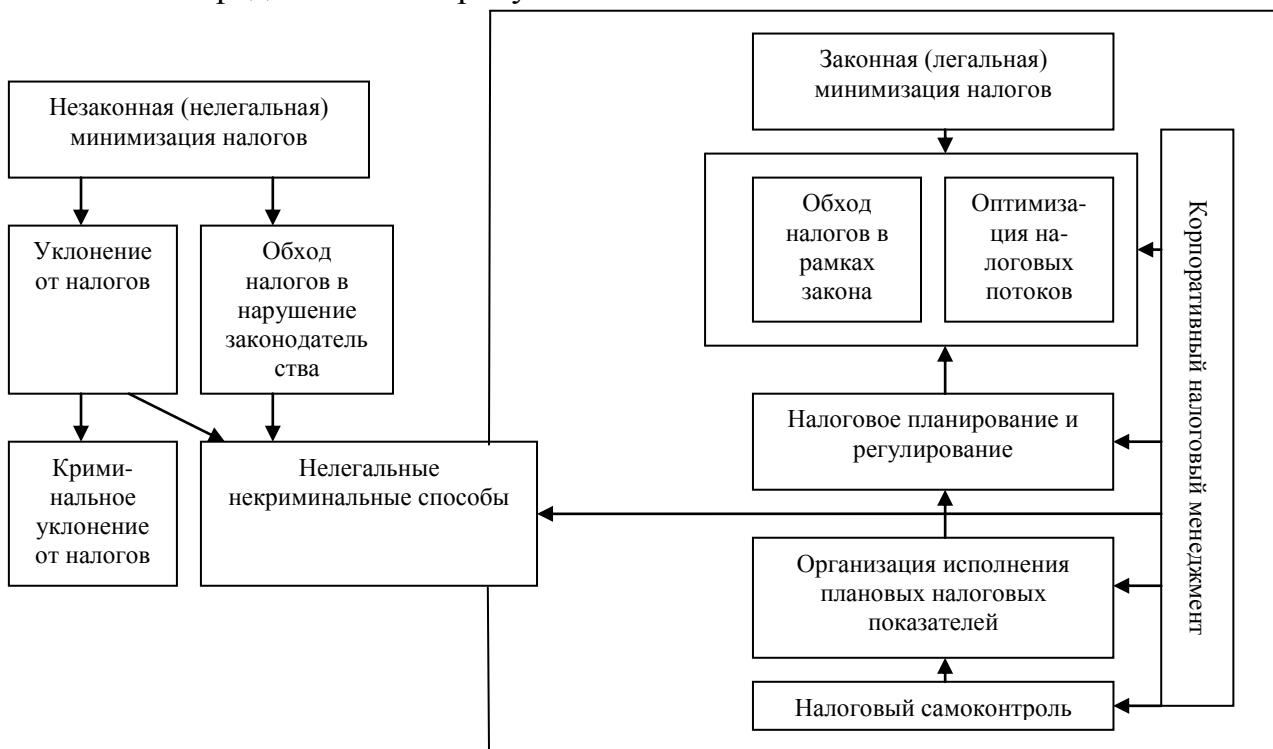 Незаконная (нелегальная)
минимизация налогов
Уклонение
от налогов
Обход
налогов в
нарушение
законодатель
ства
Крими-
нальное
уклонение
от налогов
Нелегальные
некриминальные способы
Законная (легальная)
минимизация налогов
Обход
налогов в
рамках
закона
Оптимиза-
ция на-
логовых
потоков
Налоговое планирование и
регулирование
Организация исполнения
плановых налоговых
показателей
Налоговый самоконтроль
Корпоративный налоговый менеджмент